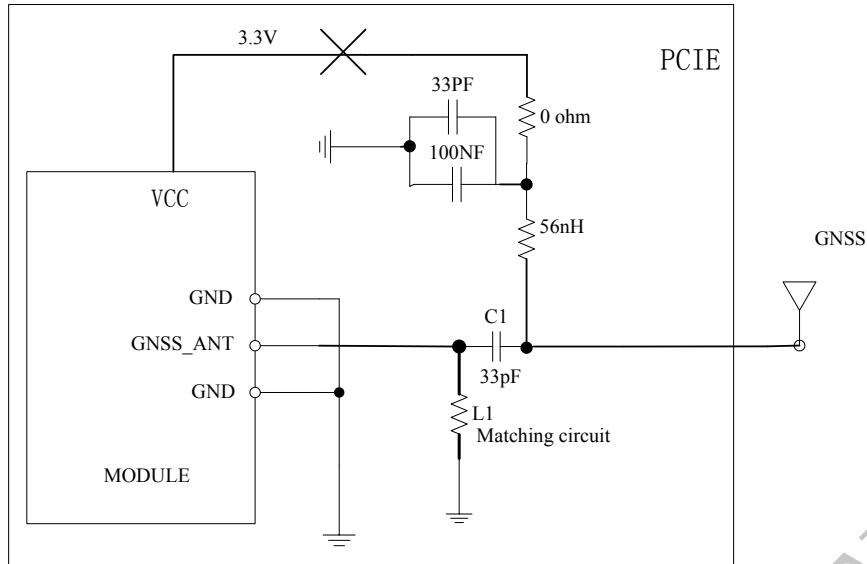 3.3V
PCIE
33PF
0 ohm
100NF
VCC
56nH
GNSS
GND
C1
GNSS_ANT
33pF
GND
L1
Matching circuit
MODULE